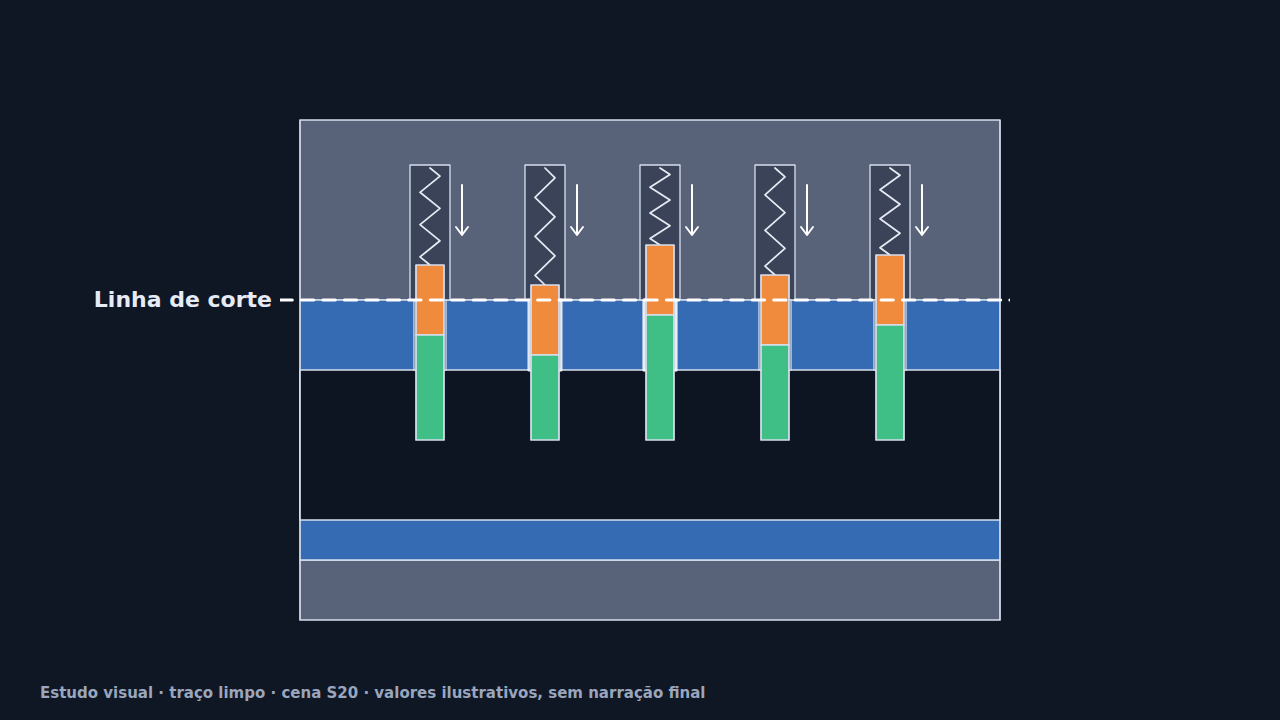 Linha de corte
Estudo visual · traço limpo · cena S20 · valores ilustrativos, sem narração final